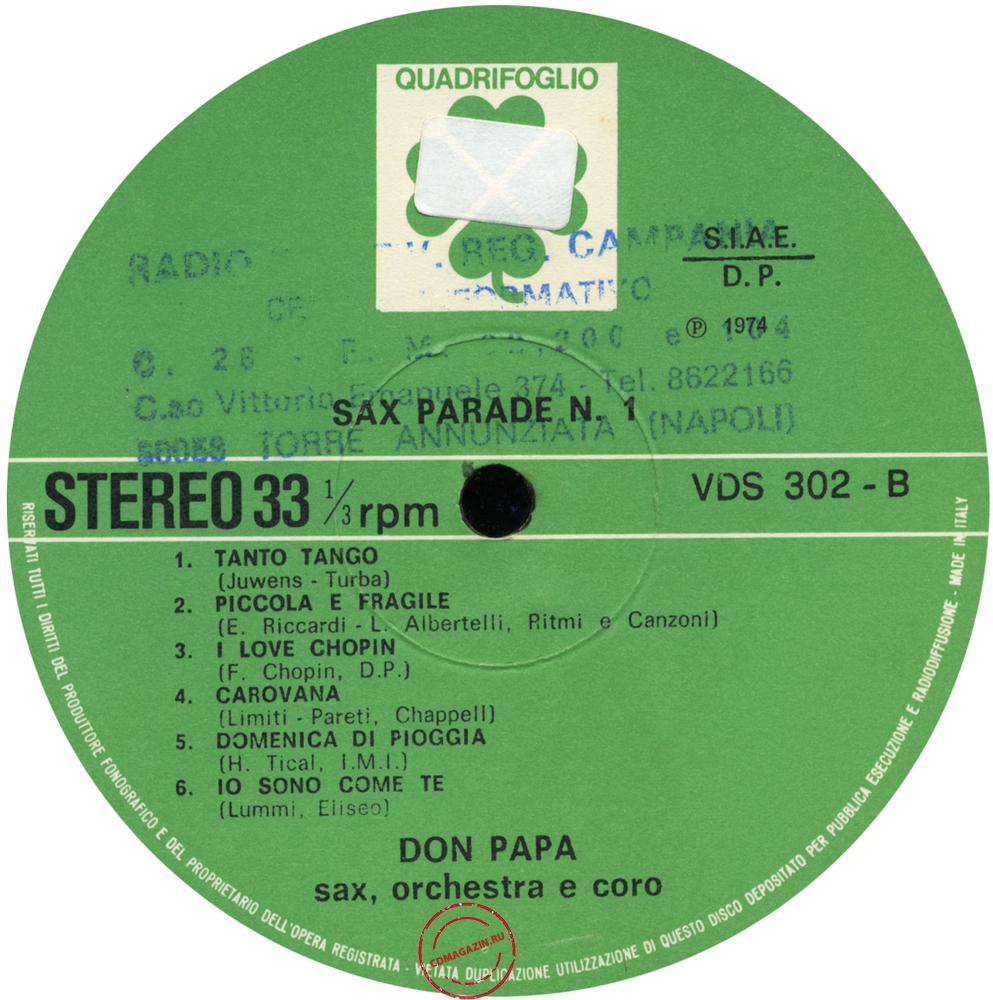 QUADRIFOGLIO
RADIO REG. CAMPANIA
S.I.A.E.
D.P.
℗ 1974
C.so Vittorio Emanuele 374 - Tel. 8622166
SAX PARADE N. 1
TORRE ANNUNZIATA (NAPOLI)
STEREO 33 1/3 rpm
VDS 302 - B
1. TANTO TANGO
(Juwens - Turba)
2. PICCOLA E FRAGILE
(E. Riccardi - L. Albertelli, Ritmi e Canzoni)
3. I LOVE CHOPIN
(F. Chopin, D.P.)
4. CAROVANA
(Limiti - Pareti, Chappell)
5. DOMENICA DI PIOGGIA
(H. Tical, I.M.I.)
6. IO SONO COME TE
(Lummi, Eliseo)
DON PAPA
sax, orchestra e coro
RISERVATI TUTTI I DIRITTI DEL PRODUTTORE FONOGRAFICO E DEL PROPRIETARIO DELL'OPERA REGISTRATA - VIETATA DUPLICAZIONE UTILIZZAZIONE DI QUESTO DISCO DEPOSITATO PER PUBBLICA ESECUZIONE E RADIODIFFUSIONE - MADE IN ITALY
CDMAGAZIN.RU